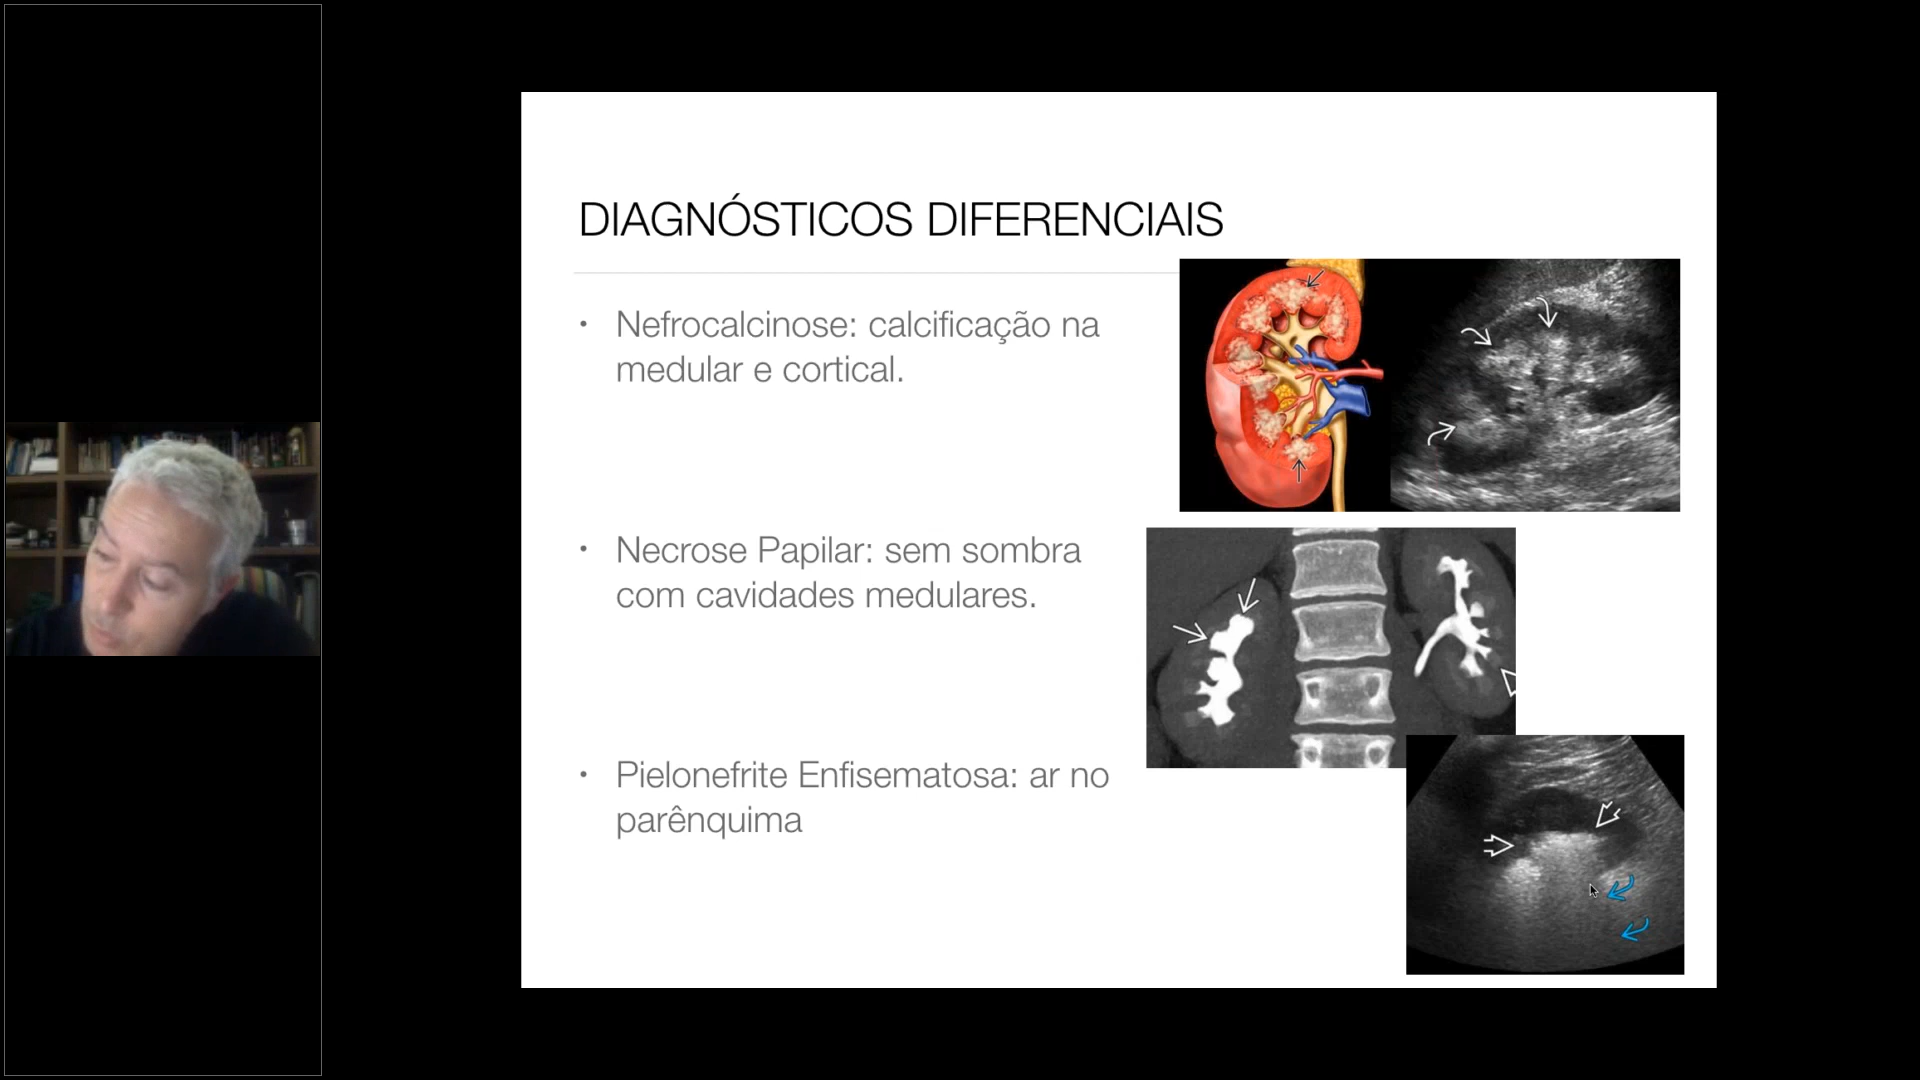 DIAGNÓSTICOS DIFERENCIAIS
• Nefrocalcinose: calcificação na
medular e cortical.
• Necrose Papilar: sem sombra
com cavidades medulares.
• Pielonefrite Enfisematosa: ar no
parênquima